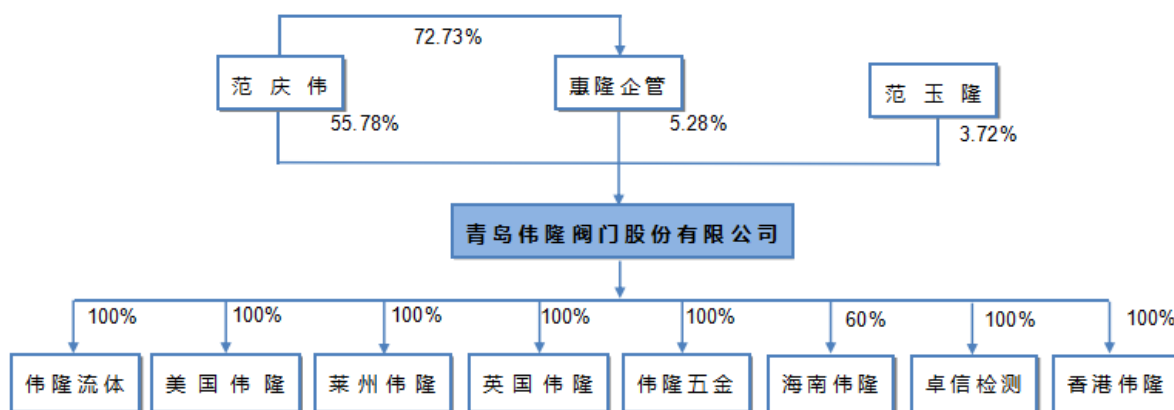 72.73%
范庆伟
惠隆企管
范玉隆
55.78%
5.28%
3.72%
青岛伟隆阀门股份有限公司
100%
100%
100%
100%
100%
60%
100%
100%
伟隆流体
美国伟隆
莱州伟隆
英国伟隆
伟隆五金
海南伟隆
卓信检测
香港伟隆